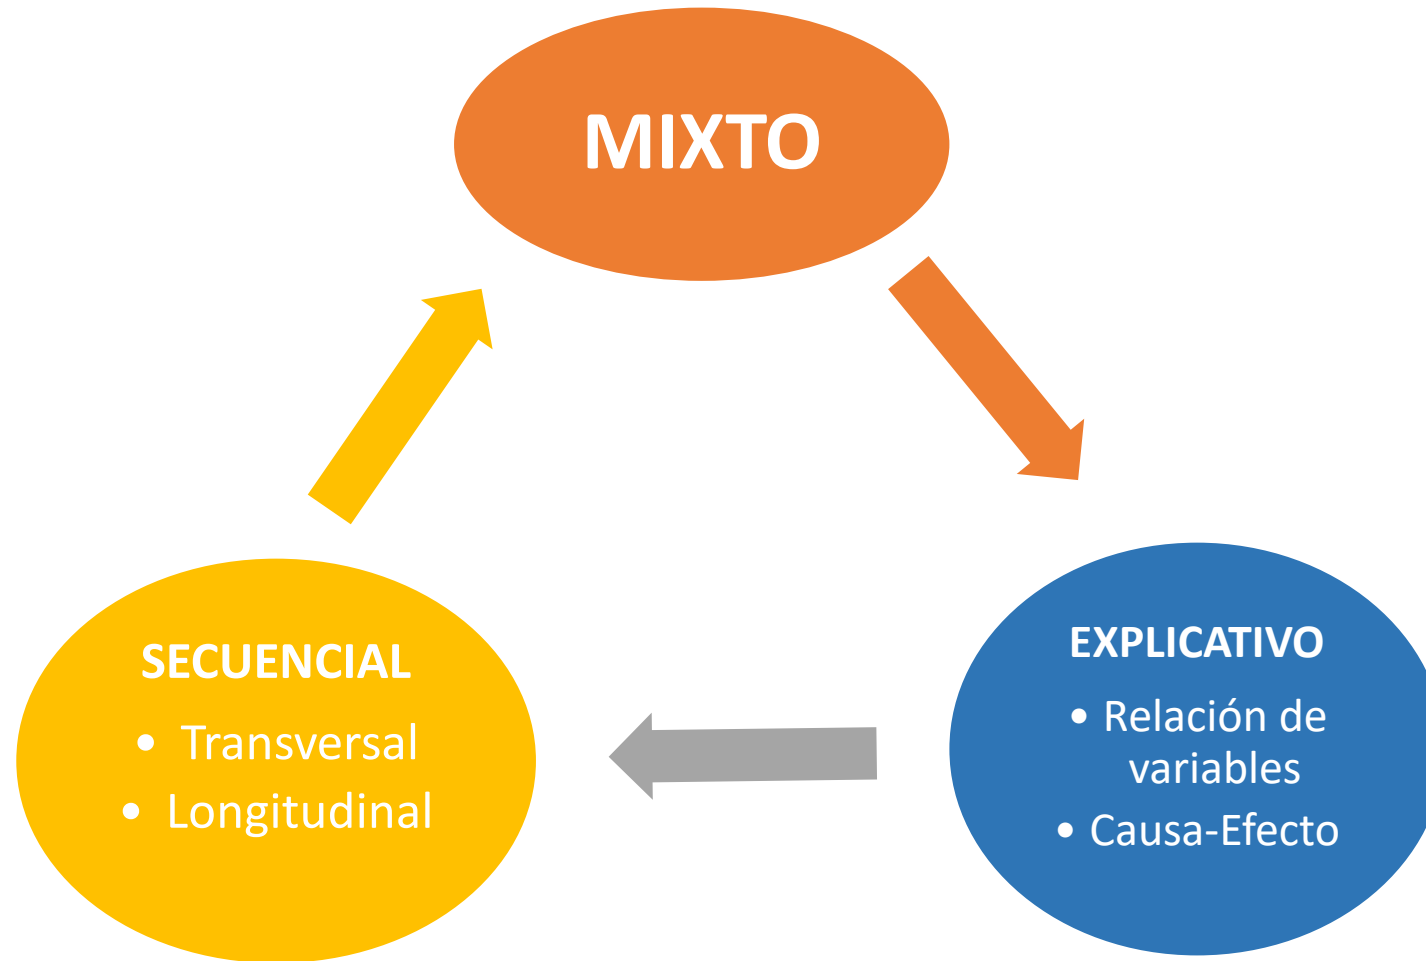 MIXTO
SECUENCIAL
• Transversal
• Longitudinal
EXPLICATIVO
• Relación de
variables
• Causa-Efecto